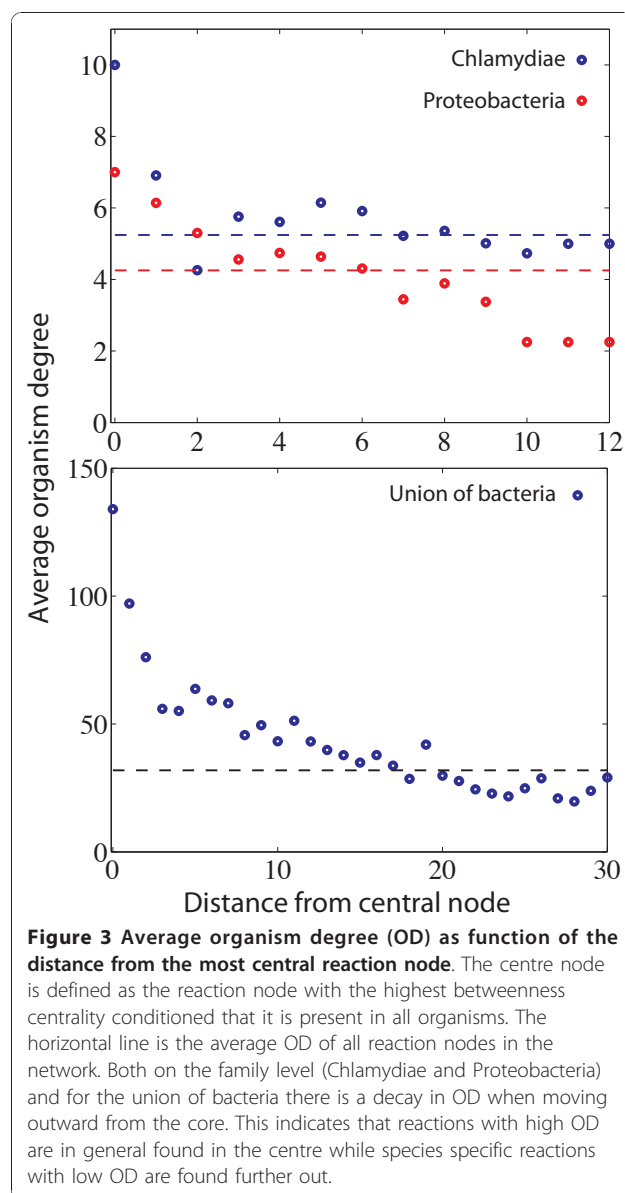 10
8
6
4
2
0
Chlamydiae
Proteobacteria
0 2 4 6 8 10 12
Average organism degree
150
100
50
0
Union of bacteria
0 10 20 30
Distance from central node
Figure 3 Average organism degree (OD) as function of the
distance from the most central reaction node. The centre node
is defined as the reaction node with the highest betweenness
centrality conditioned that it is present in all organisms. The
horizontal line is the average OD of all reaction nodes in the
network. Both on the family level (Chlamydiae and Proteobacteria)
and for the union of bacteria there is a decay in OD when moving
outward from the core. This indicates that reactions with high OD
are in general found in the centre while species specific reactions
with low OD are found further out.